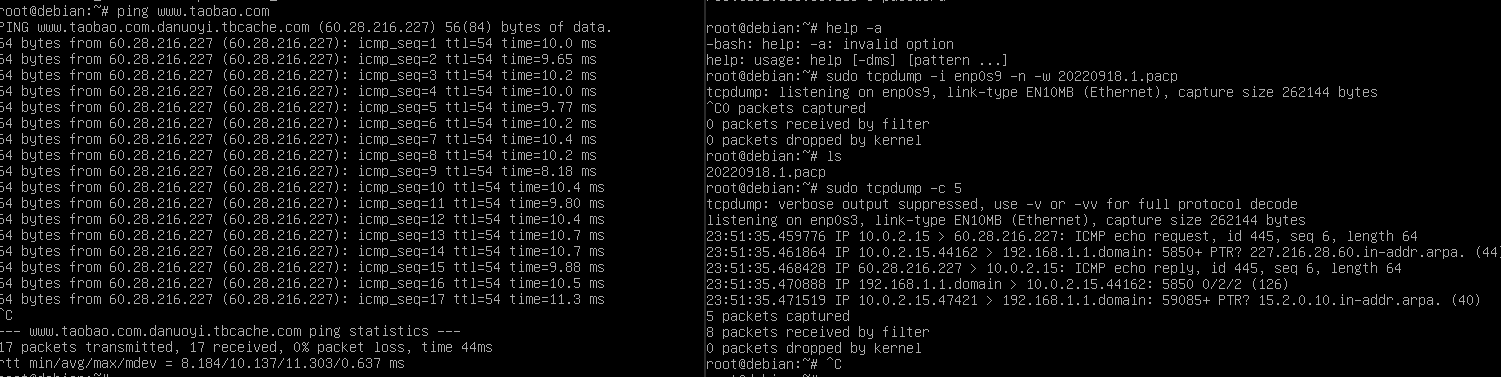 root@debian:~# ping www.taobao.com
PING www.taobao.com.danuoyi.tbcache.com (60.28.216.227) 56(84) bytes of data.
64 bytes from 60.28.216.227 (60.28.216.227): icmp_seq=1 ttl=54 time=10.0 ms
64 bytes from 60.28.216.227 (60.28.216.227): icmp_seq=2 ttl=54 time=9.65 ms
64 bytes from 60.28.216.227 (60.28.216.227): icmp_seq=3 ttl=54 time=10.2 ms
64 bytes from 60.28.216.227 (60.28.216.227): icmp_seq=4 ttl=54 time=10.0 ms
64 bytes from 60.28.216.227 (60.28.216.227): icmp_seq=5 ttl=54 time=9.77 ms
64 bytes from 60.28.216.227 (60.28.216.227): icmp_seq=6 ttl=54 time=10.2 ms
64 bytes from 60.28.216.227 (60.28.216.227): icmp_seq=7 ttl=54 time=10.4 ms
64 bytes from 60.28.216.227 (60.28.216.227): icmp_seq=8 ttl=54 time=10.2 ms
64 bytes from 60.28.216.227 (60.28.216.227): icmp_seq=9 ttl=54 time=8.18 ms
64 bytes from 60.28.216.227 (60.28.216.227): icmp_seq=10 ttl=54 time=10.4 ms
64 bytes from 60.28.216.227 (60.28.216.227): icmp_seq=11 ttl=54 time=9.80 ms
64 bytes from 60.28.216.227 (60.28.216.227): icmp_seq=12 ttl=54 time=10.4 ms
64 bytes from 60.28.216.227 (60.28.216.227): icmp_seq=13 ttl=54 time=10.7 ms
64 bytes from 60.28.216.227 (60.28.216.227): icmp_seq=14 ttl=54 time=10.7 ms
64 bytes from 60.28.216.227 (60.28.216.227): icmp_seq=15 ttl=54 time=9.88 ms
64 bytes from 60.28.216.227 (60.28.216.227): icmp_seq=16 ttl=54 time=10.5 ms
64 bytes from 60.28.216.227 (60.28.216.227): icmp_seq=17 ttl=54 time=11.3 ms
^C
--- www.taobao.com.danuoyi.tbcache.com ping statistics ---
17 packets transmitted, 17 received, 0% packet loss, time 44ms
rtt min/avg/max/mdev = 8.184/10.137/11.303/0.637 ms
root@debian:~# help -a
-bash: help: -a: invalid option
help: usage: help [-dms] [pattern ...]
root@debian:~# sudo tcpdump -i enp0s9 -n -w 20220918.1.pacp
tcpdump: listening on enp0s9, link-type EN10MB (Ethernet), capture size 262144 bytes
^C0 packets captured
0 packets received by filter
0 packets dropped by kernel
root@debian:~# ls
20220918.1.pacp
root@debian:~# sudo tcpdump -c 5
tcpdump: verbose output suppressed, use -v or -vv for full protocol decode
listening on enp0s3, link-type EN10MB (Ethernet), capture size 262144 bytes
23:51:35.459776 IP 10.0.2.15 > 60.28.216.227: ICMP echo request, id 445, seq 6, length 64
23:51:35.461864 IP 10.0.2.15.44162 > 192.168.1.1.domain: 5850+ PTR? 227.216.28.60.in-addr.arpa. (44)
23:51:35.468428 IP 60.28.216.227 > 10.0.2.15: ICMP echo reply, id 445, seq 6, length 64
23:51:35.470888 IP 192.168.1.1.domain > 10.0.2.15.44162: 5850 0/2/2 (126)
23:51:35.471519 IP 10.0.2.15.47421 > 192.168.1.1.domain: 59085+ PTR? 15.2.0.10.in-addr.arpa. (40)
5 packets captured
8 packets received by filter
0 packets dropped by kernel
root@debian:~# ^C